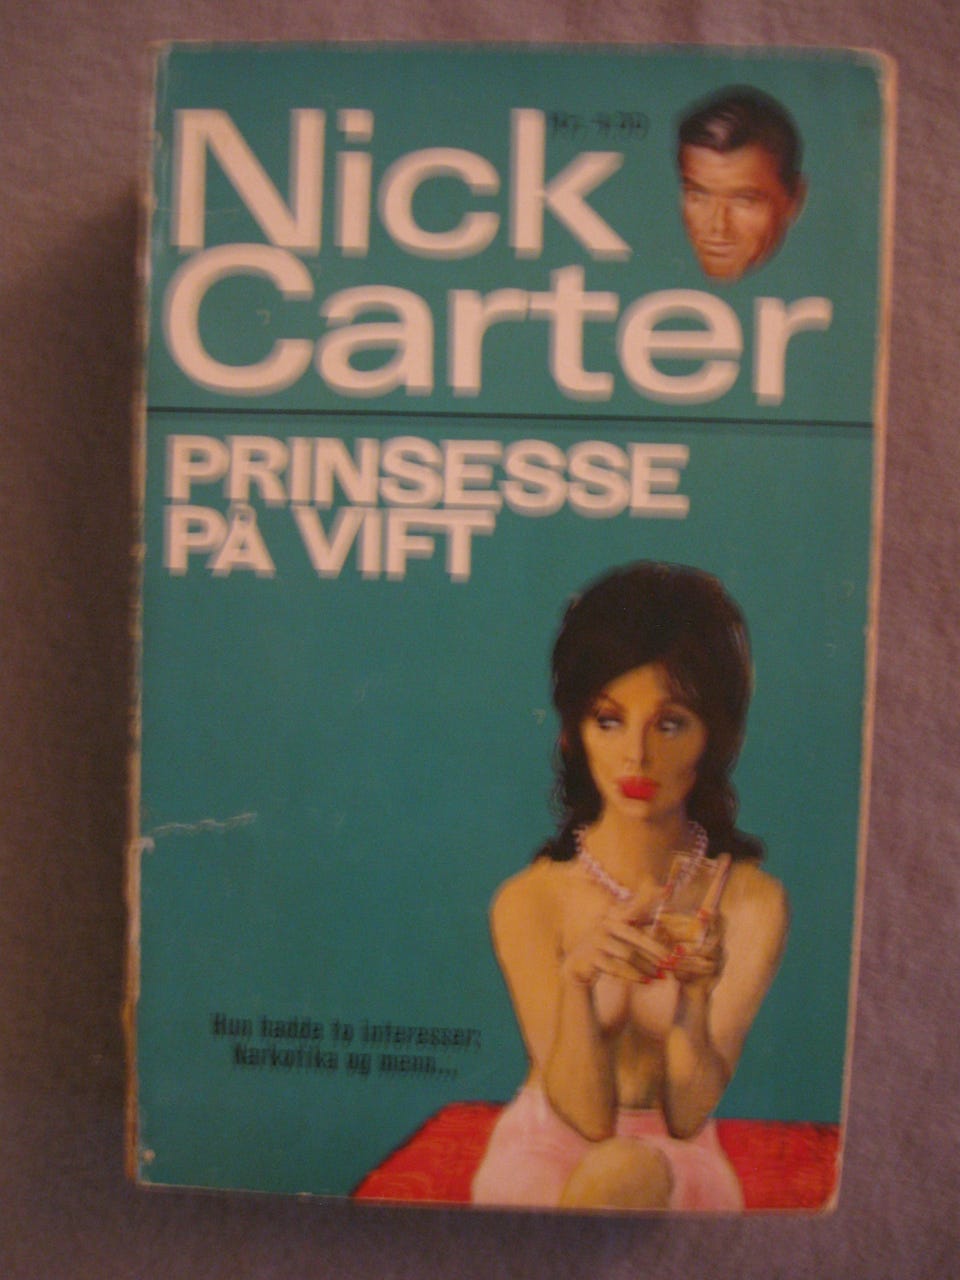 Nick
Carter
PRINSESSE
PÅ VIFT
Hun hadde to interesser:
Narkotika og menn...